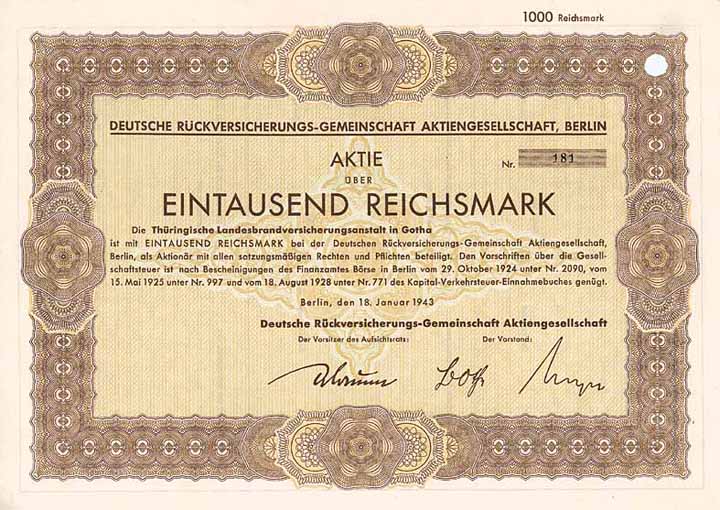 1000 Reichsmark
DEUTSCHE RÜCKVERSICHERUNGS-GEMEINSCHAFT AKTIENGESELLSCHAFT, BERLIN
AKTIE
ÜBER
Nr. 181
EINTAUSEND REICHSMARK
Die Thüringische Landesbrandversicherungsanstalt in Gotha
ist mit EINTAUSEND REICHSMARK bei der Deutschen Rückversicherungs-Gemeinschaft Aktiengesellschaft,
Berlin, als Aktionär mit allen satzungsmäßigen Rechten und Pflichten beteiligt. Den Vorschriften über die Gesell-
schaftsteuer ist nach Bescheinigungen des Finanzamtes Börse in Berlin vom 29. Oktober 1924 unter Nr. 2090, vom
15. Mai 1925 unter Nr. 997 und vom 18. August 1928 unter Nr. 771 des Kapital-Verkehrsteuer-Einnahmebuches genügt.
Berlin, den 18. Januar 1943
Deutsche Rückversicherungs-Gemeinschaft Aktiengesellschaft
Der Vorsitzer des Aufsichtsrats: Der Vorstand: